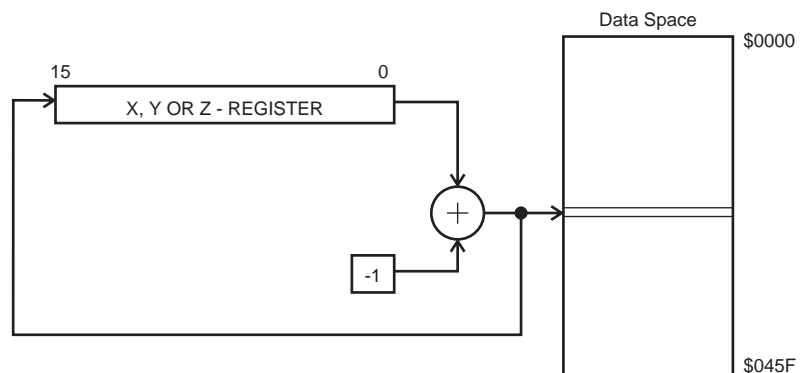 Data Space
$0000
15 0
X, Y OR Z - REGISTER
+
-1
$045F